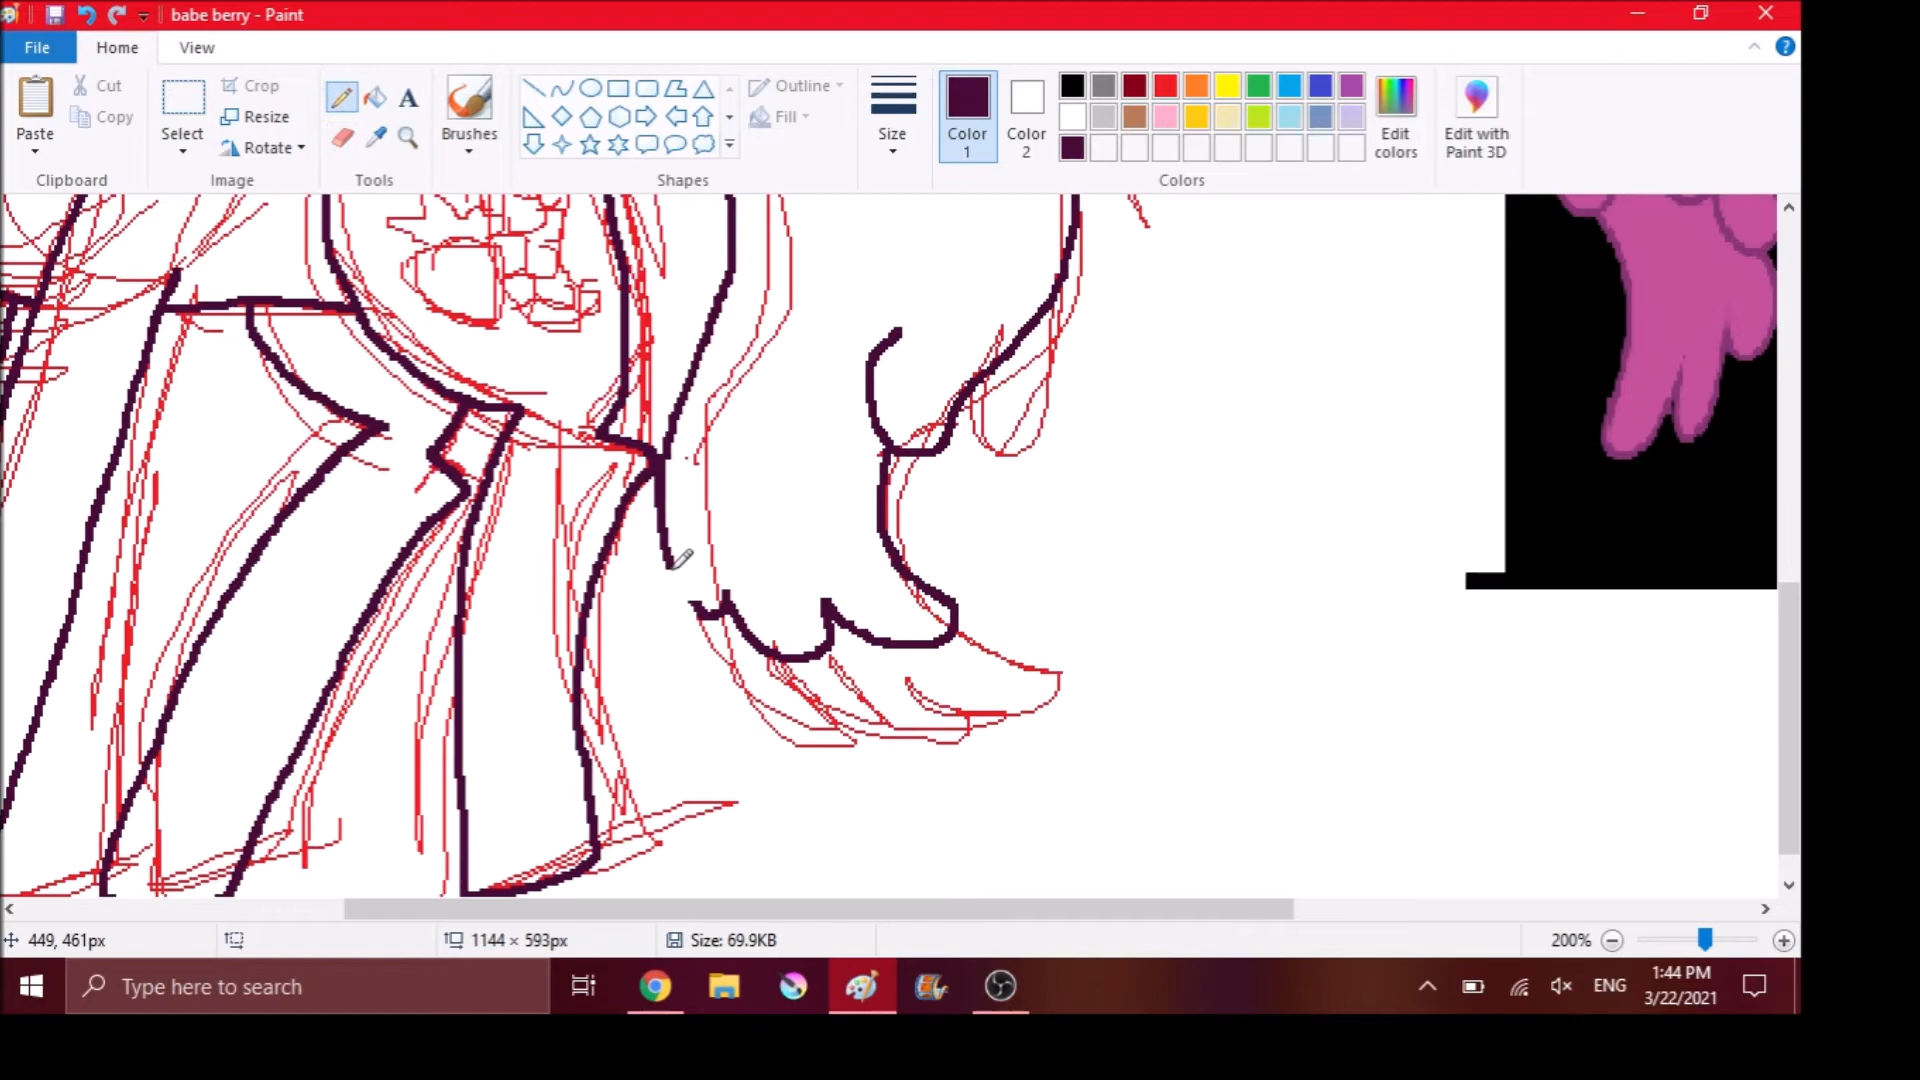 babe berry - Paint
File Home View
Cut
Copy
Paste
Clipboard
Select
Crop
Resize
Rotate
Image
A
Tools
Brushes
Shapes
Outline
Fill
Size
Color 1
Color 2
Colors
Edit colors
Edit with Paint 3D
449, 461px
1144 × 593px
Size: 69.9KB
200%
Type here to search
ENG
1:44 PM
3/22/2021